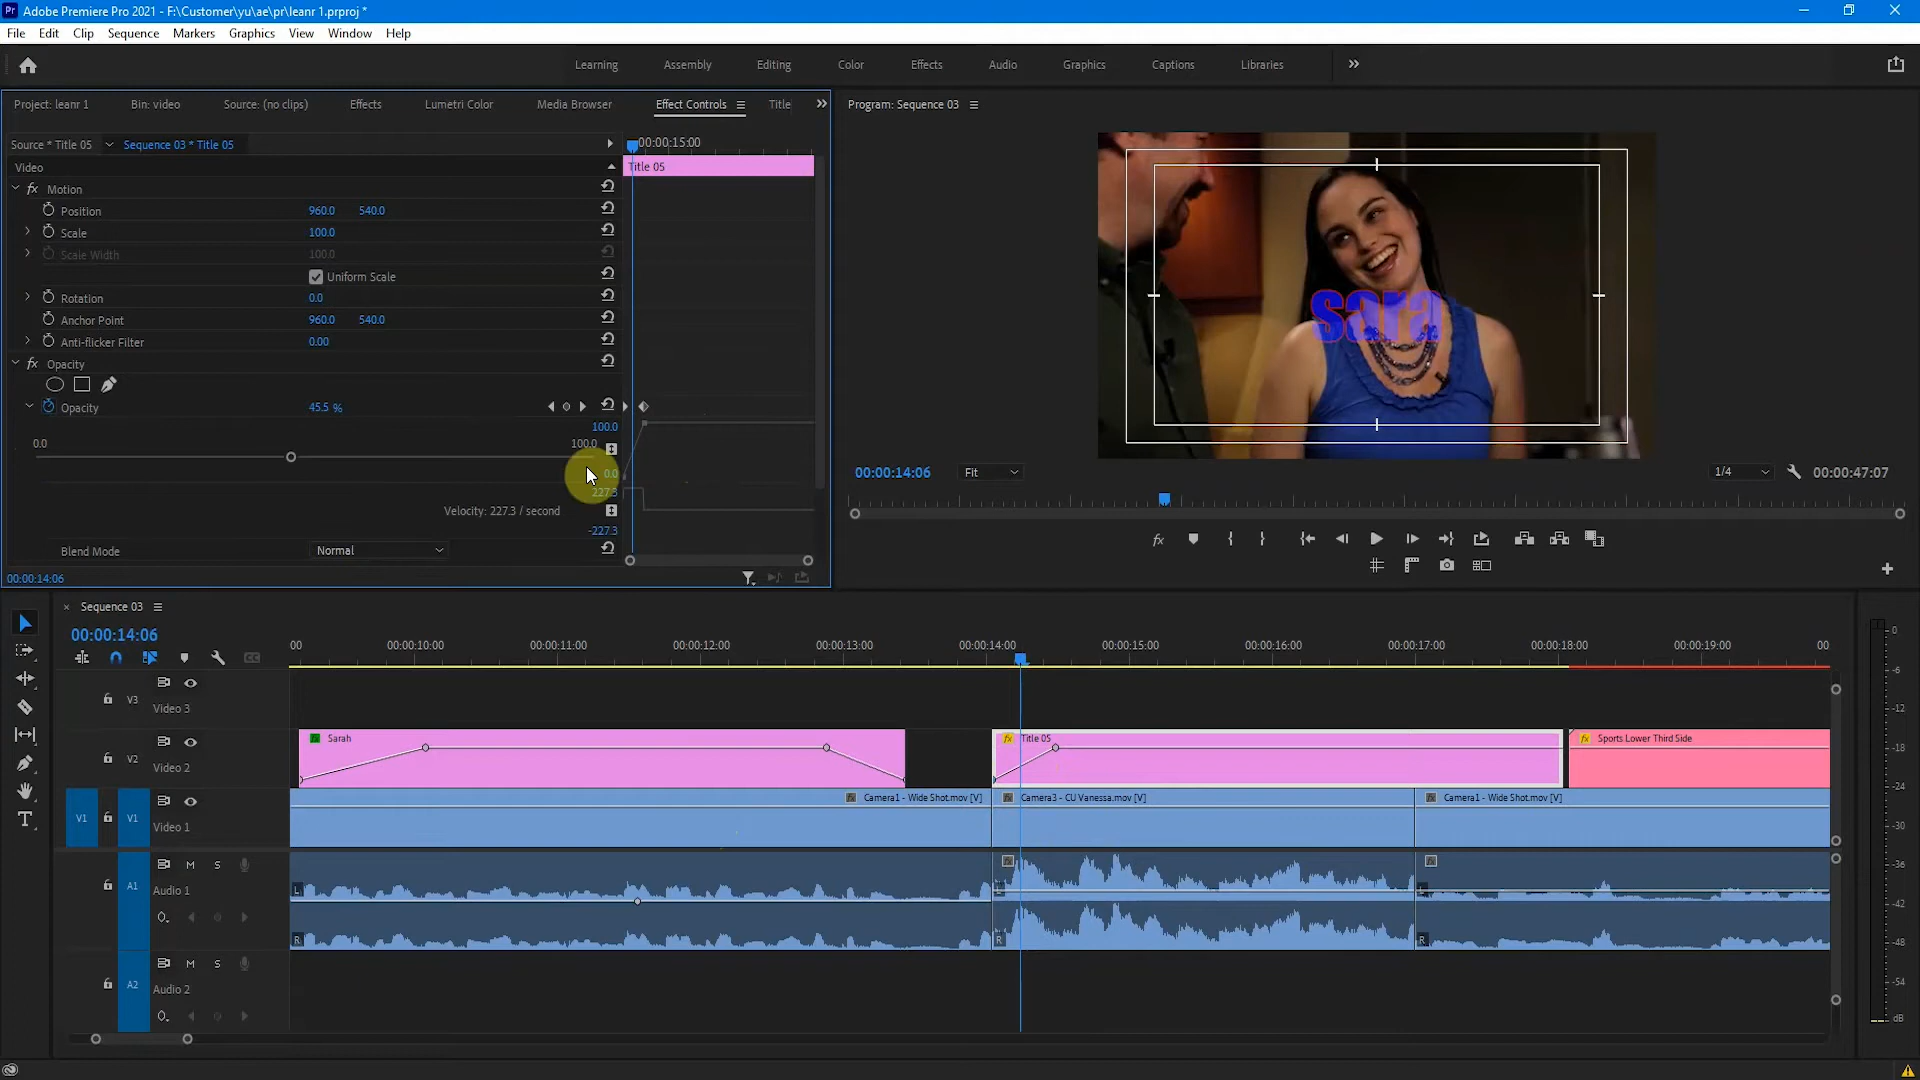 Adobe Premiere Pro 2021 - F:\Customer\yu\ae\pr\leanr 1.prproj *
File Edit Clip Sequence Markers Graphics View Window Help
Learning Assembly Editing Color Effects Audio Graphics Captions Libraries
Project: leanr 1 Bin: video Source: (no clips) Effects Lumetri Color Media Browser Effect Controls Title
Program: Sequence 03
Source * Title 05 Sequence 03 * Title 05 00:00:15:00
Video Title 05
fx Motion
Position 960.0 540.0
Scale 100.0
Scale Width 100.0
Uniform Scale
Rotation 0.0
Anchor Point 960.0 540.0
Anti-flicker Filter 0.00
fx Opacity
Opacity 45.5 %
100.0
0.0 100.0
0.0
227.3
Velocity: 227.3 / second
-227.3
Blend Mode Normal
00:00:14:06
sara
00:00:14:06 Fit 1/4 00:00:47:07
Sequence 03
00:00:14:06
00 00:00:10:00 00:00:11:00 00:00:12:00 00:00:13:00 00:00:14:00 00:00:15:00 00:00:16:00 00:00:17:00 00:00:18:00 00:00:19:00 00
V3 Video 3
V2 Video 2
fx Sarah
fx Title 05
fx Sports Lower Third Side
V1 V1 Video 1
fx Camera1 - Wide Shot.mov [V]
fx Camera3 - CU Vanessa.mov [V]
fx Camera1 - Wide Shot.mov [V]
A1 M S
Audio 1
L
R
A2 M S
Audio 2
0
-6
-12
-18
-24
-30
-36
-42
-48
-54
dB